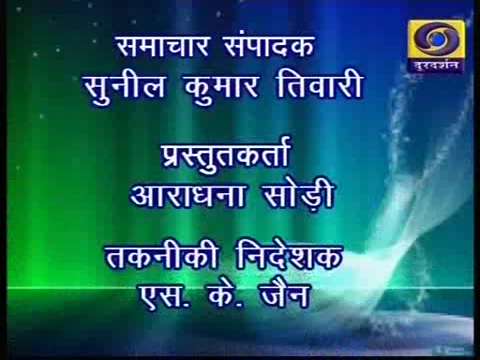 समाचार संपादक
सुनील कुमार तिवारी
दूरदर्शन
प्रस्तुतकर्ता
आराधना सोड़ी
तकनीकी निदेशक
एस. के. जैन